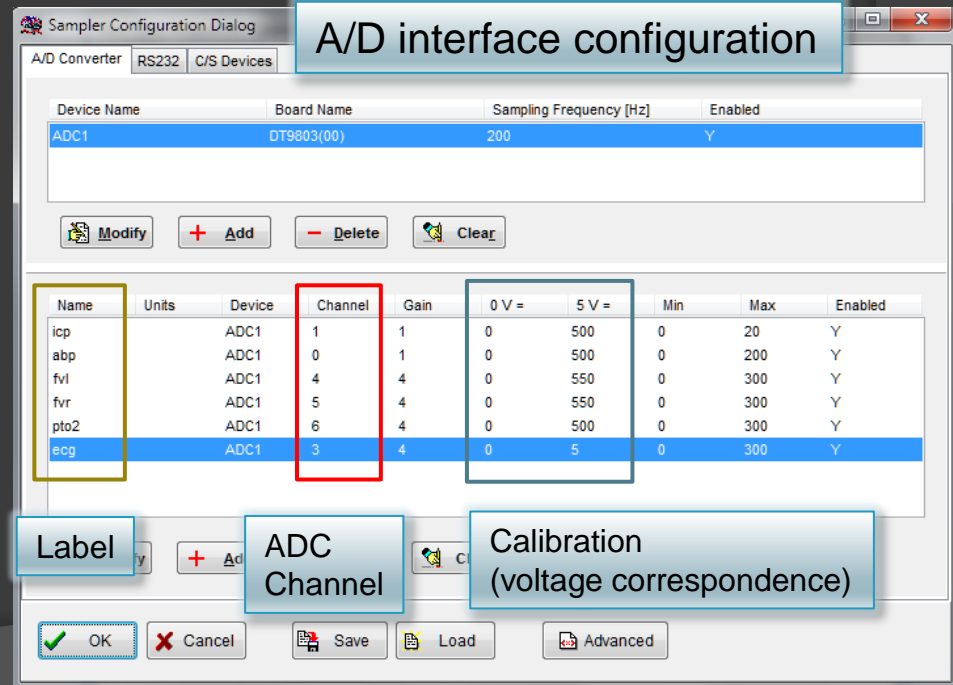 Sampler Configuration Dialog
A/D interface configuration
A/D Converter RS232 C/S Devices
Device Name Board Name Sampling Frequency [Hz] Enabled
ADC1 DT9803(00) 200 Y
Modify Add Delete Clear
Name Units Device Channel Gain 0 V = 5 V = Min Max Enabled
icp ADC1 1 1 0 500 0 20 Y
abp ADC1 0 1 0 500 0 200 Y
fvl ADC1 4 4 0 550 0 300 Y
fvr ADC1 5 4 0 550 0 300 Y
pto2 ADC1 6 4 0 500 0 300 Y
ecg ADC1 3 4 0 5 0 300 Y
Label
ADC
Channel
Calibration
(voltage correspondence)
OK Cancel Save Load Advanced